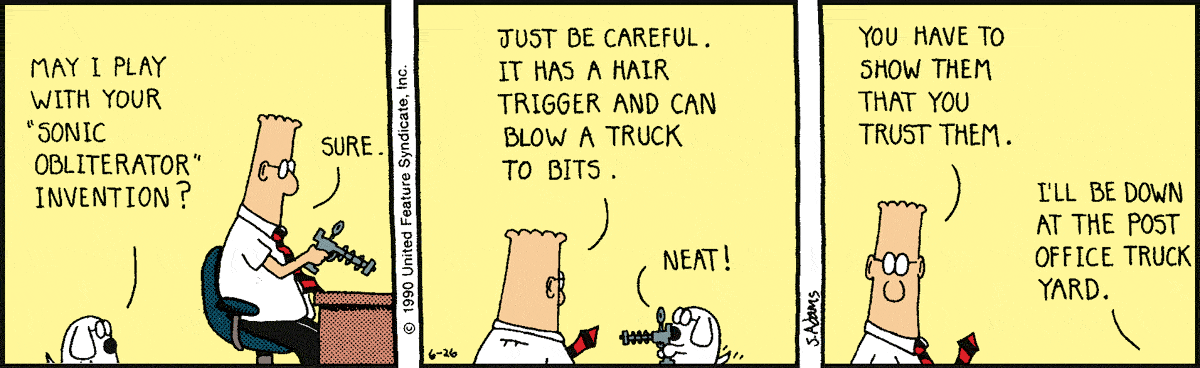 MAY I PLAY
WITH YOUR
"SONIC
OBLITERATOR"
INVENTION?
SURE.
© 1990 United Feature Syndicate, Inc.
JUST BE CAREFUL.
IT HAS A HAIR
TRIGGER AND CAN
BLOW A TRUCK
TO BITS.
NEAT!
6-26
S.Adams
YOU HAVE TO
SHOW THEM
THAT YOU
TRUST THEM.
I'LL BE DOWN
AT THE POST
OFFICE TRUCK
YARD.